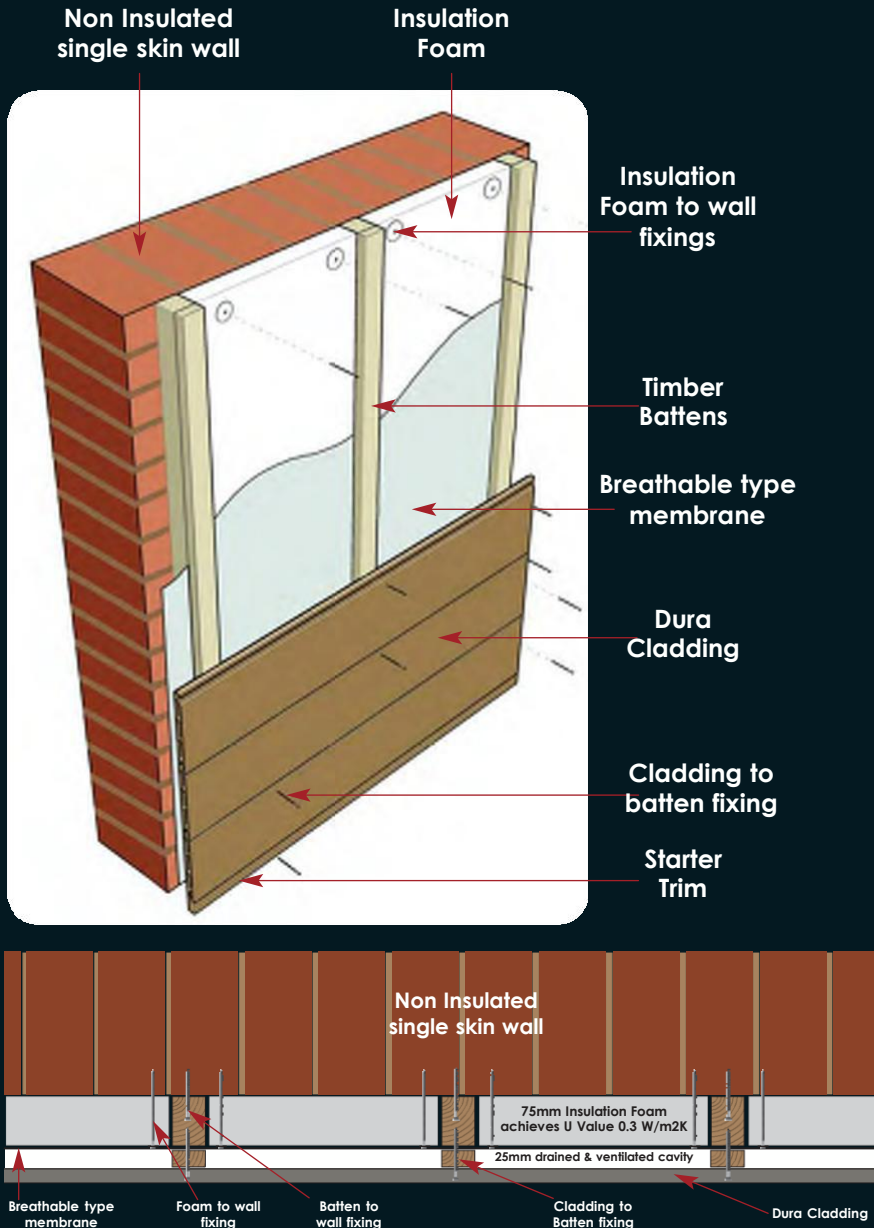 Non Insulated
single skin wall
Insulation
Foam
Insulation
Foam to wall
fixings
Timber
Battens
Breathable type
membrane
Dura
Cladding
Cladding to
batten fixing
Starter
Trim
Non Insulated
single skin wall
75mm Insulation Foam
achieves U Value 0.3 W/m2K
25mm drained & ventilated cavity
Breathable type
membrane
Foam to wall
fixing
Batten to
wall fixing
Cladding to
Batten fixing
Dura Cladding